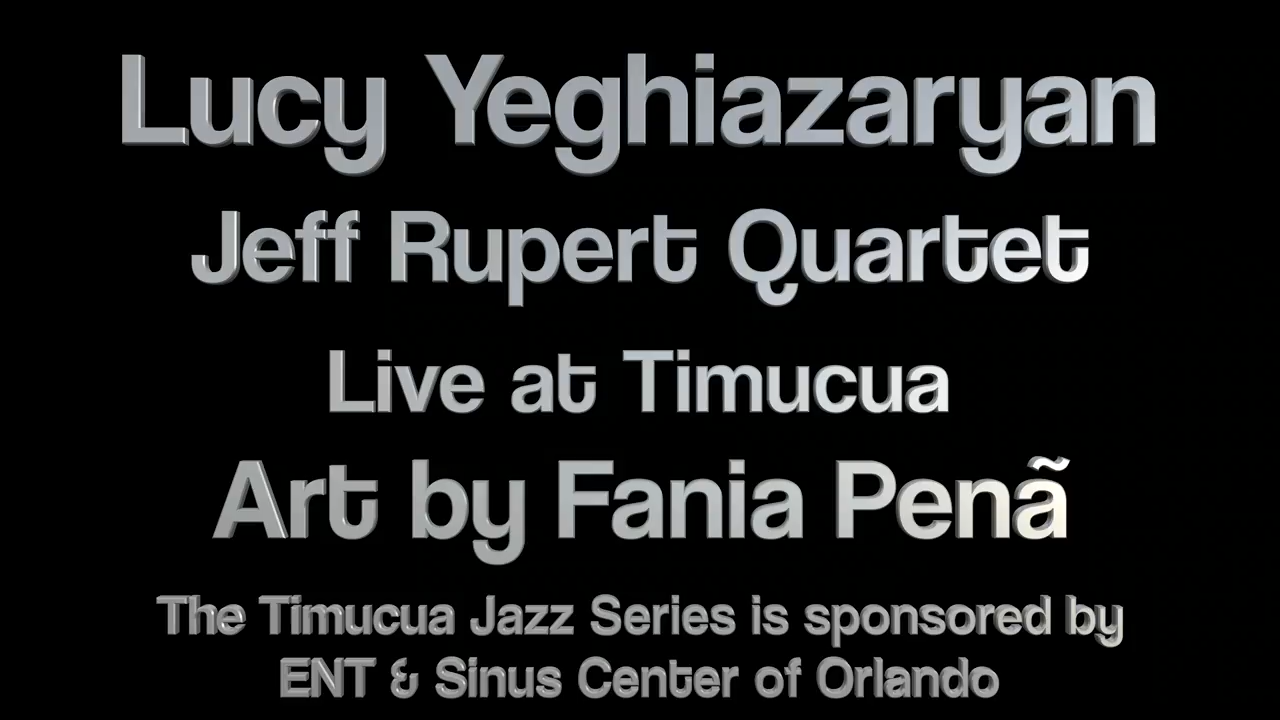 Lucy Yeghiazaryan
Jeff Rupert Quartet
Live at Timucua
Art by Fania Penã
The Timucua Jazz Series is sponsored by
ENT & Sinus Center of Orlando